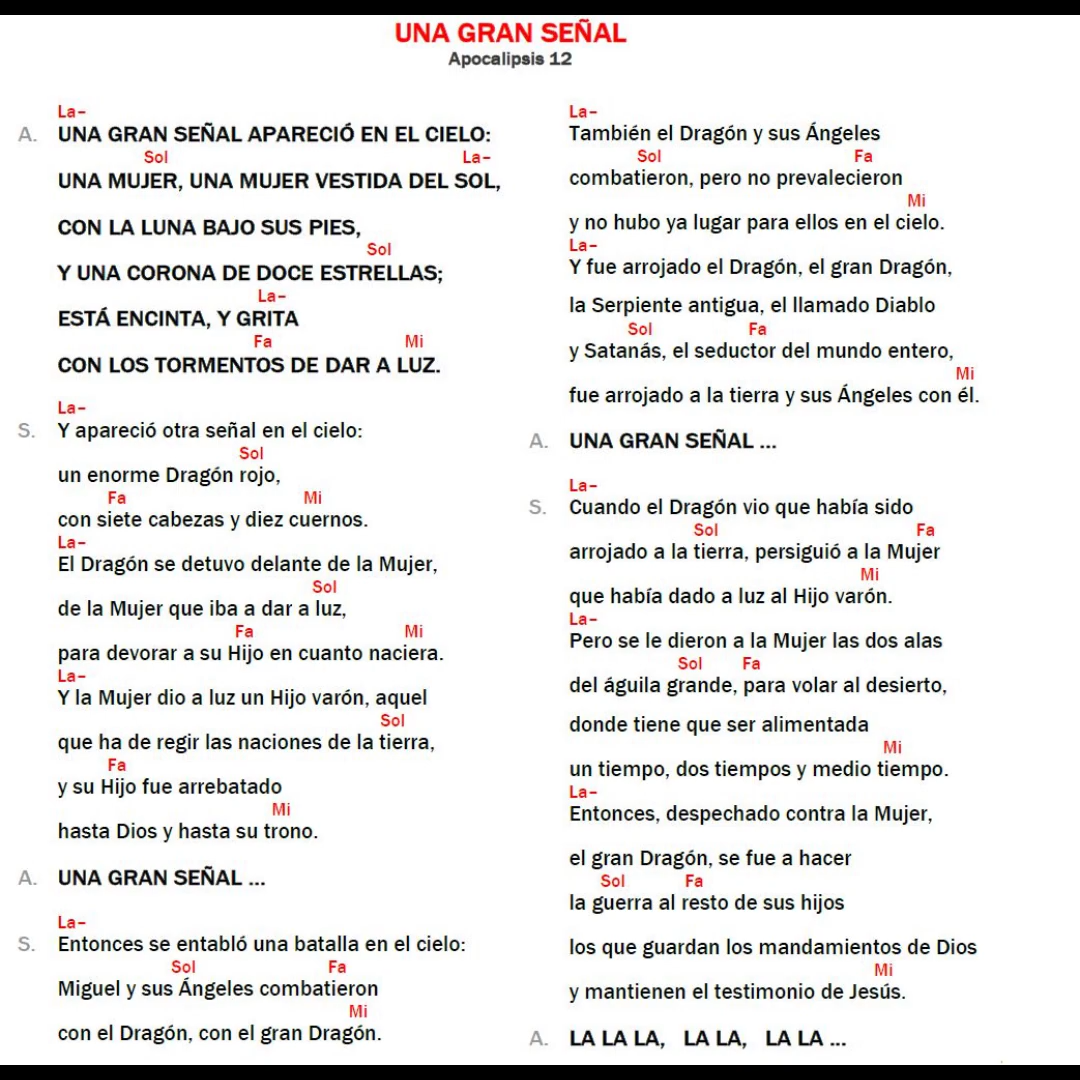 UNA GRAN SEÑAL
Apocalipsis 12
La-
A. UNA GRAN SEÑAL APARECIÓ EN EL CIELO:
Sol La-
UNA MUJER, UNA MUJER VESTIDA DEL SOL,
CON LA LUNA BAJO SUS PIES,
Sol
Y UNA CORONA DE DOCE ESTRELLAS;
La-
ESTÁ ENCINTA, Y GRITA
Fa Mi
CON LOS TORMENTOS DE DAR A LUZ.
La-
S. Y apareció otra señal en el cielo:
Sol
un enorme Dragón rojo,
Fa Mi
con siete cabezas y diez cuernos.
La-
El Dragón se detuvo delante de la Mujer,
Sol
de la Mujer que iba a dar a luz,
Fa Mi
para devorar a su Hijo en cuanto naciera.
La-
Y la Mujer dio a luz un Hijo varón, aquel
Sol
que ha de regir las naciones de la tierra,
Fa
y su Hijo fue arrebatado
Mi
hasta Dios y hasta su trono.
A. UNA GRAN SEÑAL ...
La-
S. Entonces se entabló una batalla en el cielo:
Sol Fa
Miguel y sus Ángeles combatieron
Mi
con el Dragón, con el gran Dragón.
La-
También el Dragón y sus Ángeles
Sol Fa
combatieron, pero no prevalecieron
Mi
y no hubo ya lugar para ellos en el cielo.
La-
Y fue arrojado el Dragón, el gran Dragón,
la Serpiente antigua, el llamado Diablo
Sol Fa
y Satanás, el seductor del mundo entero,
Mi
fue arrojado a la tierra y sus Ángeles con él.
A. UNA GRAN SEÑAL ...
La-
S. Cuando el Dragón vio que había sido
Sol Fa
arrojado a la tierra, persiguió a la Mujer
Mi
que había dado a luz al Hijo varón.
La-
Pero se le dieron a la Mujer las dos alas
Sol Fa
del águila grande, para volar al desierto,
donde tiene que ser alimentada
Mi
un tiempo, dos tiempos y medio tiempo.
La-
Entonces, despechado contra la Mujer,
el gran Dragón, se fue a hacer
Sol Fa
la guerra al resto de sus hijos
los que guardan los mandamientos de Dios
Mi
y mantienen el testimonio de Jesús.
A. LA LA LA, LA LA, LA LA ...